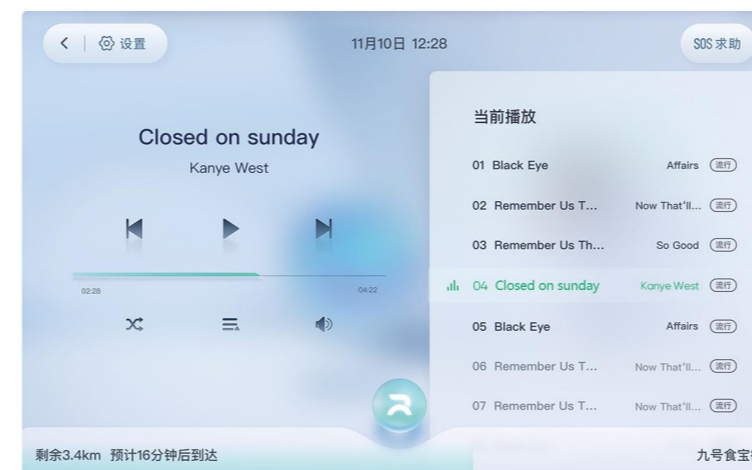 设置
11月10日 12:28
SOS求助
Closed on sunday
Kanye West
02:28
04:22
当前播放
01 Black Eye Affairs 流行
02 Remember Us T... Now That'll... 流行
03 Remember Us Th... So Good 流行
04 Closed on sunday Kanye West 流行
05 Black Eye Affairs 流行
06 Remember Us T... Now That'll... 流行
07 Remember Us T... Now That'll... 流行
剩余3.4km 预计16分钟后到达
九号食宝